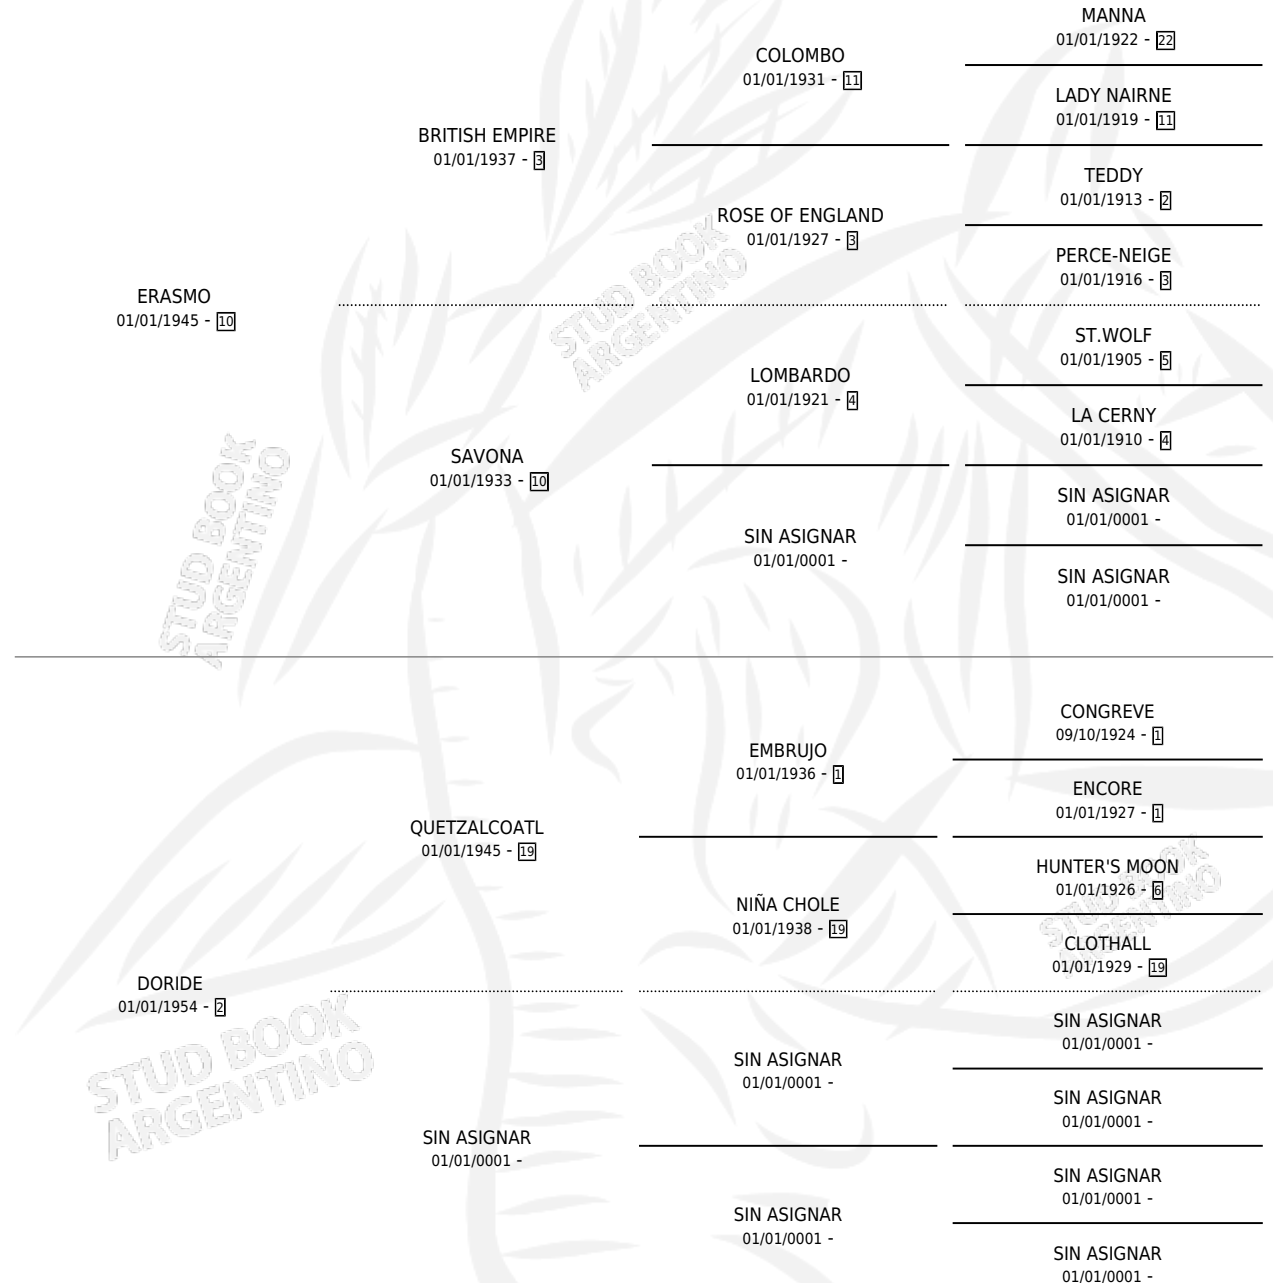 MANNA
01/01/1922 - 22
COLOMBO
01/01/1931 - 11
LADY NAIRNE
01/01/1919 - 11
BRITISH EMPIRE
01/01/1937 - 3
TEDDY
01/01/1913 - 2
ROSE OF ENGLAND
01/01/1927 - 3
PERCE-NEIGE
01/01/1916 - 3
ERASMO
01/01/1945 - 10
ST.WOLF
01/01/1905 - 5
LOMBARDO
01/01/1921 - 4
LA CERNY
01/01/1910 - 4
SAVONA
01/01/1933 - 10
SIN ASIGNAR
01/01/0001 -
SIN ASIGNAR
01/01/0001 -
SIN ASIGNAR
01/01/0001 -
CONGREVE
09/10/1924 - 1
EMBRUJO
01/01/1936 - 1
ENCORE
01/01/1927 - 1
QUETZALCOATL
01/01/1945 - 19
HUNTER'S MOON
01/01/1926 - 6
NIÑA CHOLE
01/01/1938 - 19
CLOTHALL
01/01/1929 - 19
DORIDE
01/01/1954 - 2
SIN ASIGNAR
01/01/0001 -
SIN ASIGNAR
01/01/0001 -
SIN ASIGNAR
01/01/0001 -
SIN ASIGNAR
01/01/0001 -
SIN ASIGNAR
01/01/0001 -
SIN ASIGNAR
01/01/0001 -
SIN ASIGNAR
01/01/0001 -
STUD BOOK
ARGENTINO
STUD BOOK
ARGENTINO
STUD BOOK
ARGENTINO
STUD BOOK
ARGENTINO